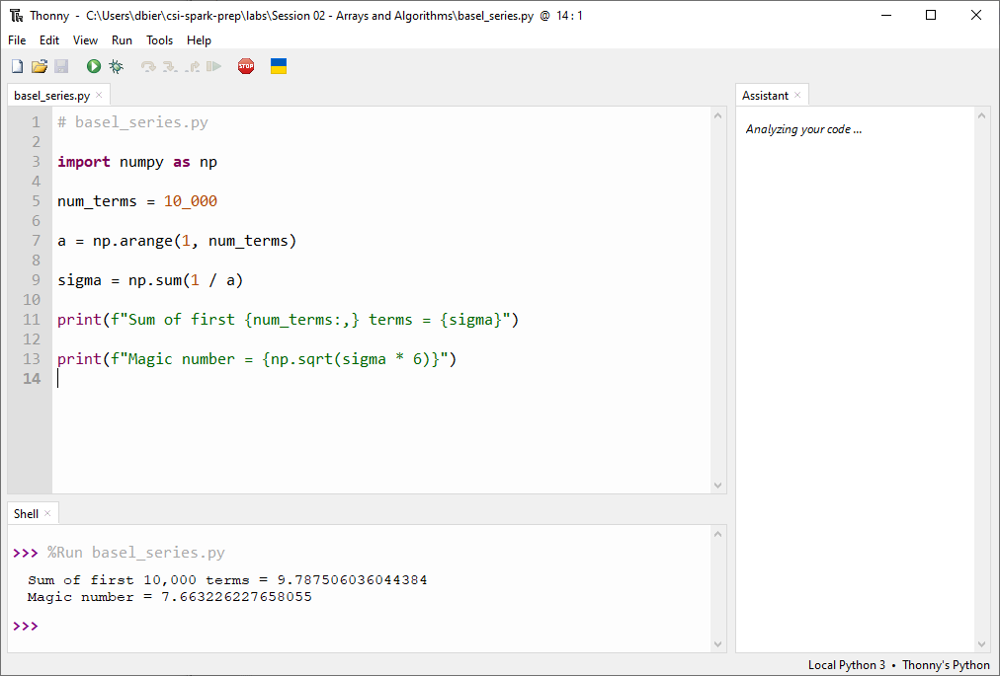 Thonny - C:\Users\dbier\csi-spark-prep\labs\Session 02 - Arrays and Algorithms\basel_series.py @ 14 : 1
File Edit View Run Tools Help
STOP
basel_series.py ×
1 # basel_series.py
2
3 import numpy as np
4
5 num_terms = 10_000
6
7 a = np.arange(1, num_terms)
8
9 sigma = np.sum(1 / a)
10
11 print(f"Sum of first {num_terms:,} terms = {sigma}")
12
13 print(f"Magic number = {np.sqrt(sigma * 6)}")
14
Shell ×
>>> %Run basel_series.py
Sum of first 10,000 terms = 9.787506036044384
Magic number = 7.663226227658055
>>>
Assistant ×
Analyzing your code ...
Local Python 3 • Thonny's Python